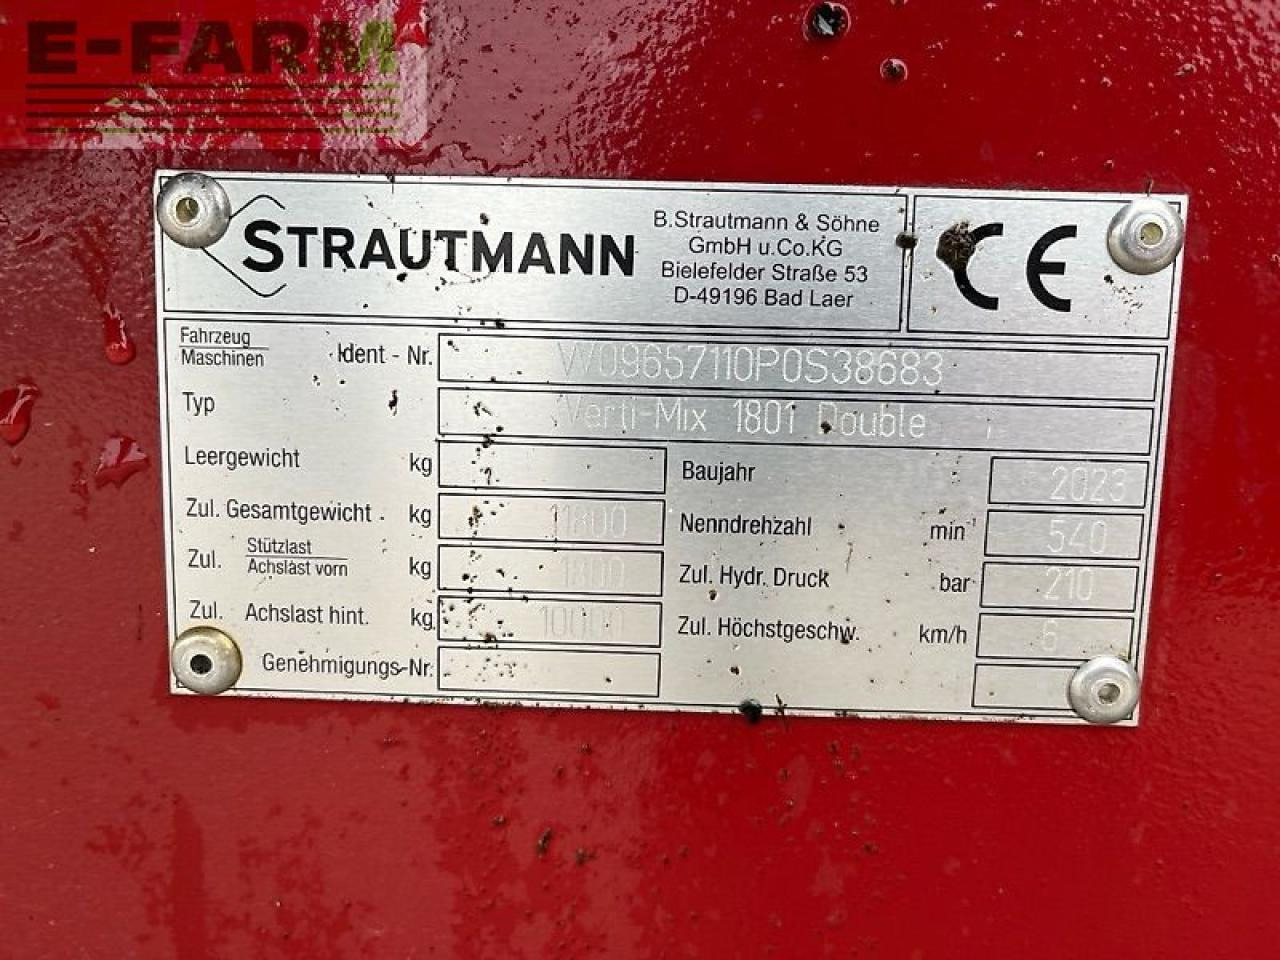 E-FARM
STRAUTMANN
B.Strautmann & Söhne
GmbH u.Co.KG
Bielefelder Straße 53
D-49196 Bad Laer
CE
Fahrzeug
Maschinen
Ident - Nr. W09657110P0S38683
Typ Verti-Mix 1801 Double
Leergewicht kg
Baujahr 2023
Zul. Gesamtgewicht kg 11800
Nenndrehzahl min-1 540
Zul. Stützlast
Achslast vorn kg 1800
Zul. Hydr. Druck bar 210
Zul. Achslast hint. kg 10000
Zul. Höchstgeschw. km/h 6
Genehmigungs-Nr.